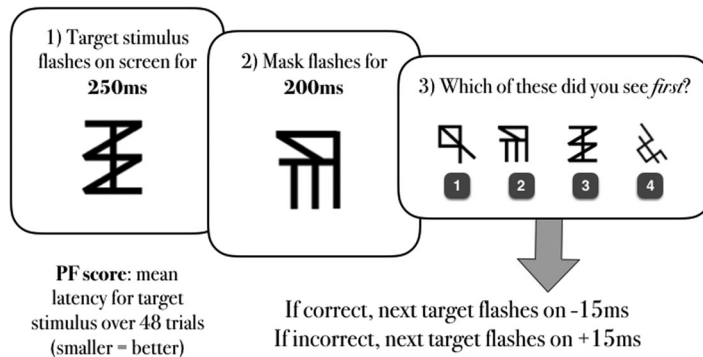 1) Target stimulus
flashes on screen for
250ms
2) Mask flashes for
200ms
3) Which of these did you see first?
1 2 3 4
PF score: mean
latency for target
stimulus over 48 trials
(smaller = better)
If correct, next target flashes on -15ms
If incorrect, next target flashes on +15ms